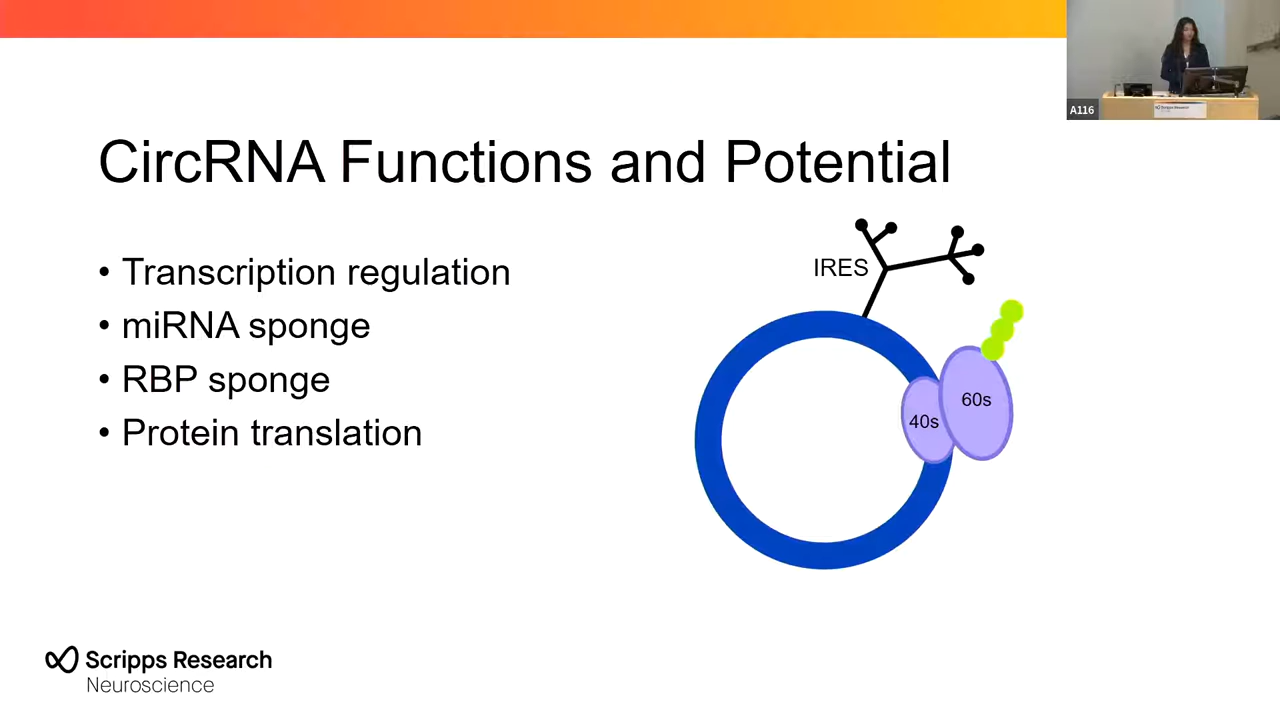 A116
CircRNA Functions and Potential
• Transcription regulation
• miRNA sponge
• RBP sponge
• Protein translation
IRES
40s
60s
Scripps Research
Neuroscience